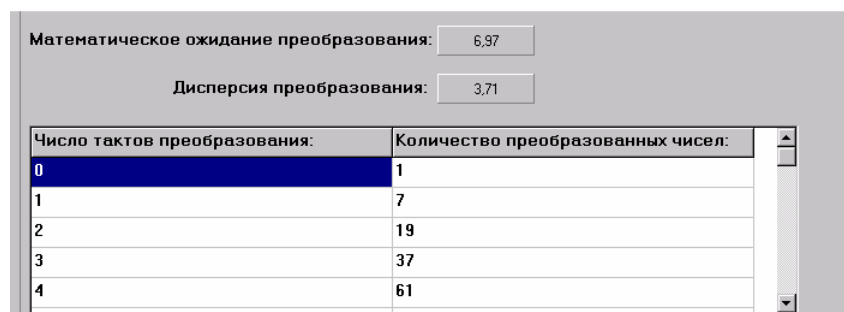 Математическое ожидание преобразования: 6,97
Дисперсия преобразования: 3,71
Число тактов преобразования: Количество преобразованных чисел:
0 1
1 7
2 19
3 37
4 61